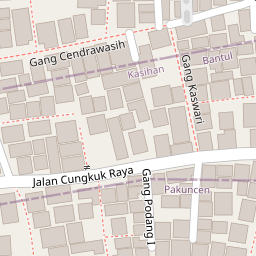 Gang Cendrawasih
Kasihan
Bantul
Gang Kaswari
Jalan Cungkuk Raya
Gang Podang I
Pakuncen